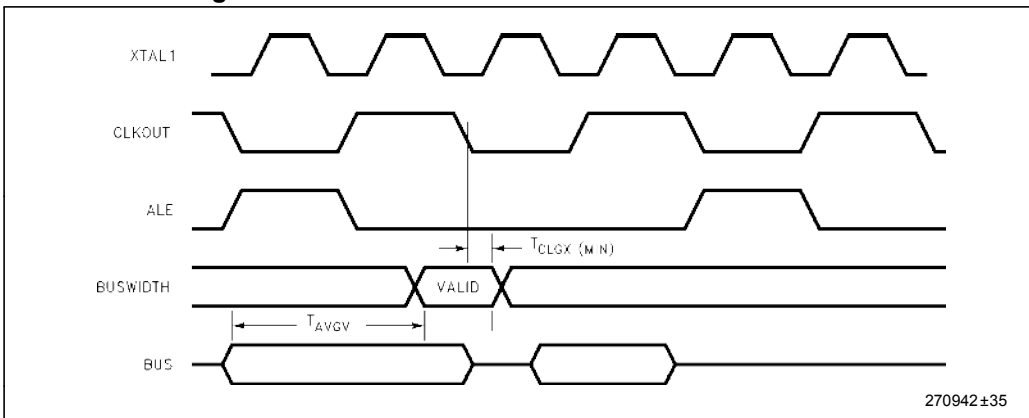 XTAL1
CLKOUT
ALE
TCLGX (MIN)
BUSWIDTH
VALID
TAVGV
BUS
270942±35